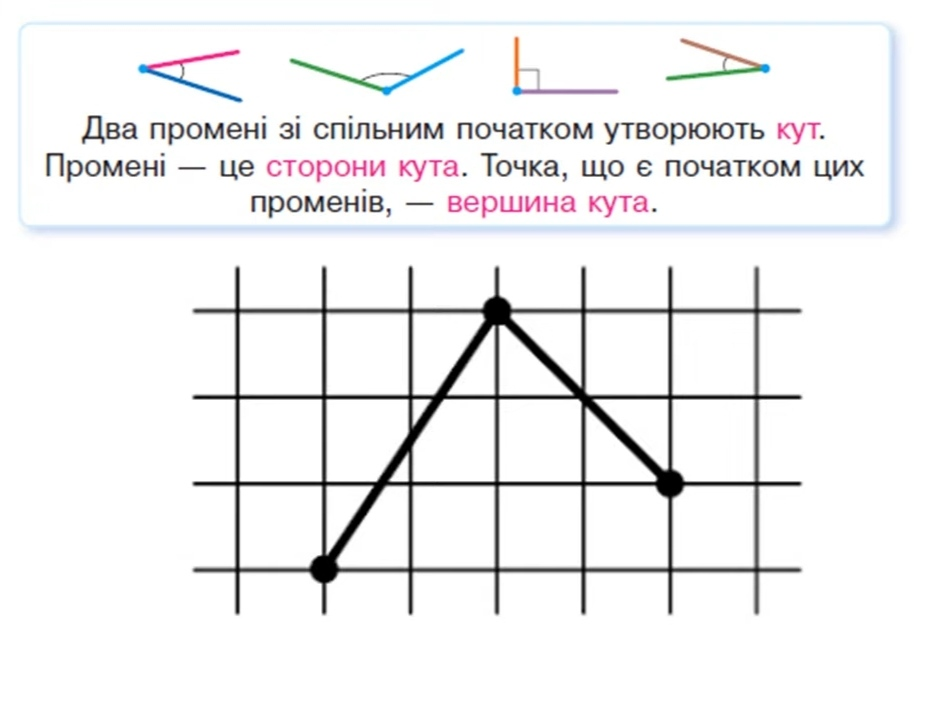 Два промені зі спільним початком утворюють кут.
Промені — це сторони кута. Точка, що є початком цих
променів, — вершина кута.